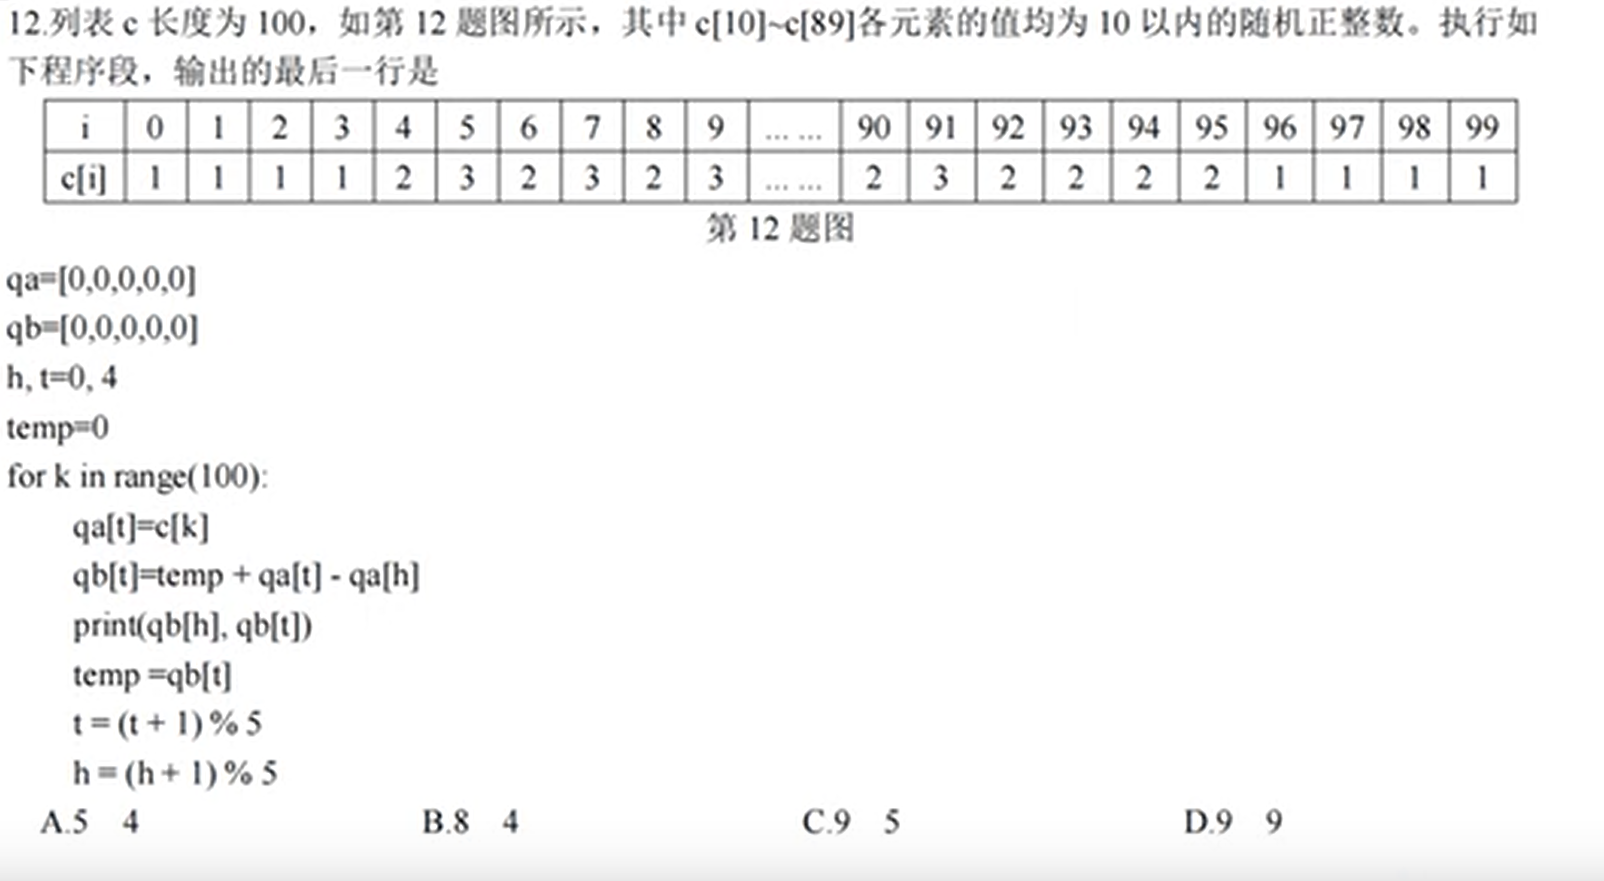 12.列表 c 长度为 100，如第 12 题图所示，其中 c[10]~c[89]各元素的值均为 10 以内的随机正整数。执行如
下程序段，输出的最后一行是
i 0 1 2 3 4 5 6 7 8 9 ... ... 90 91 92 93 94 95 96 97 98 99
c[i] 1 1 1 1 2 3 2 3 2 3 ... ... 2 3 2 2 2 2 1 1 1 1
第 12 题图
qa=[0,0,0,0,0]
qb=[0,0,0,0,0]
h, t=0, 4
temp=0
for k in range(100):
qa[t]=c[k]
qb[t]=temp + qa[t] - qa[h]
print(qb[h], qb[t])
temp =qb[t]
t = (t + 1) % 5
h = (h + 1) % 5
A.5 4 B.8 4 C.9 5 D.9 9